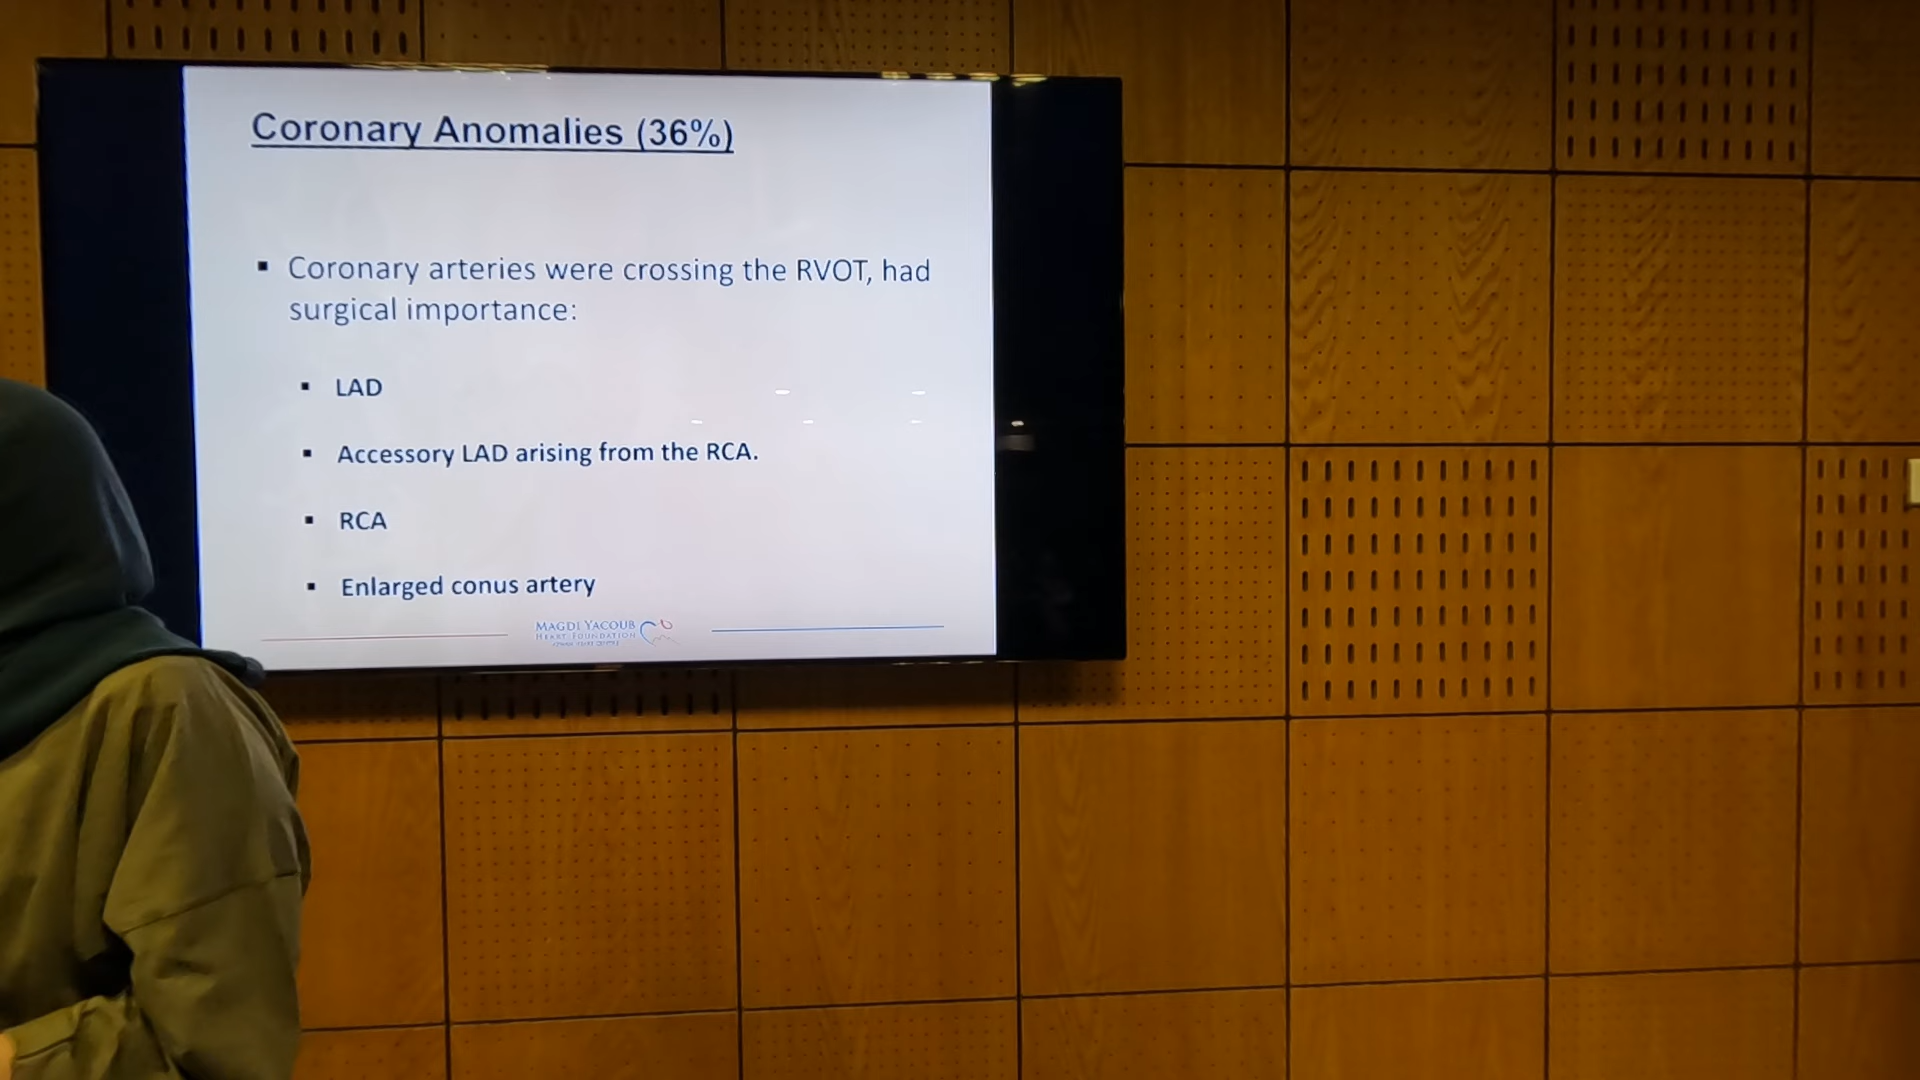 Coronary Anomalies (36%)
▪ Coronary arteries were crossing the RVOT, had
surgical importance:
▪ LAD
▪ Accessory LAD arising from the RCA.
▪ RCA
▪ Enlarged conus artery
MAGDI YACOUB
HEART FOUNDATION